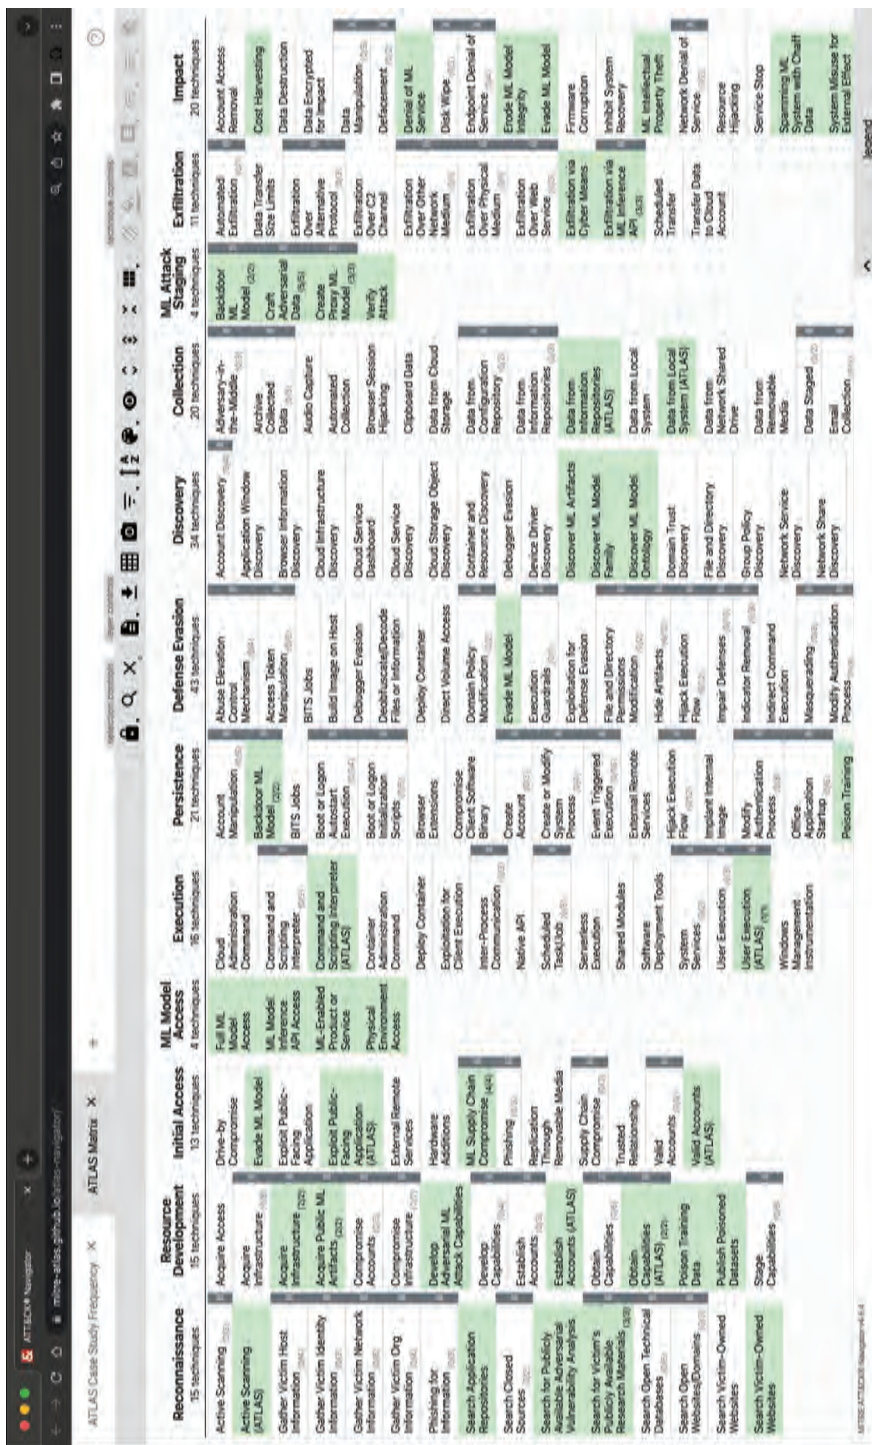 ATT&CK® Navigator
mitre-atlas.github.io/atlas-navigator/
ATLAS Case Study Frequency
ATLAS Matrix
selection controls
layer controls
technique controls
Reconnaissance
15 techniques
Active Scanning
Active Scanning
(ATLAS)
Gather Victim Host
Information
Gather Victim Identity
Information
Gather Victim Network
Information
Gather Victim Org
Information
Phishing for
Information
Search Application
Repositories
Search Closed
Sources
Search for Publicly
Available Adversarial
Vulnerability Analysis
Search for Victim's
Publicly Available
Research Materials
Search Open Technical
Databases
Search Open
Websites/Domains
Search Victim-Owned
Websites
Search Victim-Owned
Websites
Resource
Development
15 techniques
Acquire Access
Acquire
Infrastructure
Acquire
Infrastructure (2/2)
Acquire Public ML
Artifacts (2/2)
Compromise
Accounts
Compromise
Infrastructure
Develop
Adversarial ML
Attack Capabilities
Develop
Capabilities
Establish
Accounts
Establish
Accounts (ATLAS)
Obtain
Capabilities
Obtain
Capabilities
(ATLAS) (2/2)
Poison Training
Data
Publish Poisoned
Datasets
Stage
Capabilities
Initial Access
13 techniques
Drive-by
Compromise
Evade ML Model
Exploit Public-
Facing
Application
Exploit Public-
Facing
Application
(ATLAS)
External Remote
Services
Hardware
Additions
ML Supply Chain
Compromise (4/4)
Phishing
Replication
Through
Removable Media
Supply Chain
Compromise
Trusted
Relationship
Valid
Accounts
Valid Accounts
(ATLAS)
ML Model
Access
4 techniques
Full ML
Model
Access
ML Model
Inference
API Access
ML-Enabled
Product or
Service
Physical
Environment
Access
Execution
16 techniques
Cloud
Administration
Command
Command and
Scripting
Interpreter
Command and
Scripting Interpreter
(ATLAS)
Container
Administration
Command
Deploy Container
Exploitation for
Client Execution
Inter-Process
Communication
Native API
Scheduled
Task/Job
Serverless
Execution
Shared Modules
Software
Deployment Tools
System
Services
User Execution
User Execution
(ATLAS)
Windows
Management
Instrumentation
Persistence
21 techniques
Account
Manipulation
Backdoor ML
Model (2/2)
BITS Jobs
Boot or Logon
Autostart
Execution
Boot or Logon
Initialization
Scripts
Browser
Extensions
Compromise
Client Software
Binary
Create
Account
Create or Modify
System
Process
Event Triggered
Execution
External Remote
Services
Hijack Execution
Flow
Implant Internal
Image
Modify
Authentication
Process
Office
Application
Startup
Poison Training
Defense Evasion
43 techniques
Abuse Elevation
Control
Mechanism
Access Token
Manipulation
BITS Jobs
Build Image on Host
Debugger Evasion
Deobfuscate/Decode
Files or Information
Deploy Container
Direct Volume Access
Domain Policy
Modification
Evade ML Model
Execution
Guardrails
Exploitation for
Defense Evasion
File and Directory
Permissions
Modification
Hide Artifacts
Hijack Execution
Flow
Impair Defenses
Indicator Removal
Indirect Command
Execution
Masquerading
Modify Authentication
Process
Discovery
34 techniques
Account Discovery
Application Window
Discovery
Browser Information
Discovery
Cloud Infrastructure
Discovery
Cloud Service
Dashboard
Cloud Service
Discovery
Cloud Storage Object
Discovery
Container and
Resource Discovery
Debugger Evasion
Device Driver
Discovery
Discover ML Artifacts
Discover ML Model
Family
Discover ML Model
Ontology
Domain Trust
Discovery
File and Directory
Discovery
Group Policy
Discovery
Network Service
Discovery
Network Share
Discovery
Collection
20 techniques
Adversary-in-
the-Middle
Archive
Collected
Data
Audio Capture
Automated
Collection
Browser Session
Hijacking
Clipboard Data
Data from Cloud
Storage
Data from
Configuration
Repository
Data from
Information
Repositories
Data from
Information
Repositories
(ATLAS)
Data from Local
System
Data from Local
System (ATLAS)
Data from
Network Shared
Drive
Data from
Removable
Media
Data Staged
Email
Collection
ML Attack
Staging
4 techniques
Backdoor
ML
Model (2/2)
Craft
Adversarial
Data (5/5)
Create
Proxy ML
Model (3/3)
Verify
Attack
Exfiltration
11 techniques
Automated
Exfiltration
Data Transfer
Size Limits
Exfiltration
Over
Alternative
Protocol
Exfiltration
Over C2
Channel
Exfiltration
Over Other
Network
Medium
Exfiltration
Over Physical
Medium
Exfiltration
Over Web
Service
Exfiltration via
Cyber Means
Exfiltration via
ML Inference
API (3/3)
Scheduled
Transfer
Transfer Data
to Cloud
Account
Impact
20 techniques
Account Access
Removal
Cost Harvesting
Data Destruction
Data Encrypted
for Impact
Data
Manipulation
Defacement
Denial of ML
Service
Disk Wipe
Endpoint Denial of
Service
Erode ML Model
Integrity
Evade ML Model
Firmware
Corruption
Inhibit System
Recovery
ML Intellectual
Property Theft
Network Denial of
Service
Resource
Hijacking
Service Stop
Spamming ML
System with Chaff
Data
System Misuse for
External Effect
legend
MITRE ATT&CK® Navigator v4.6.4